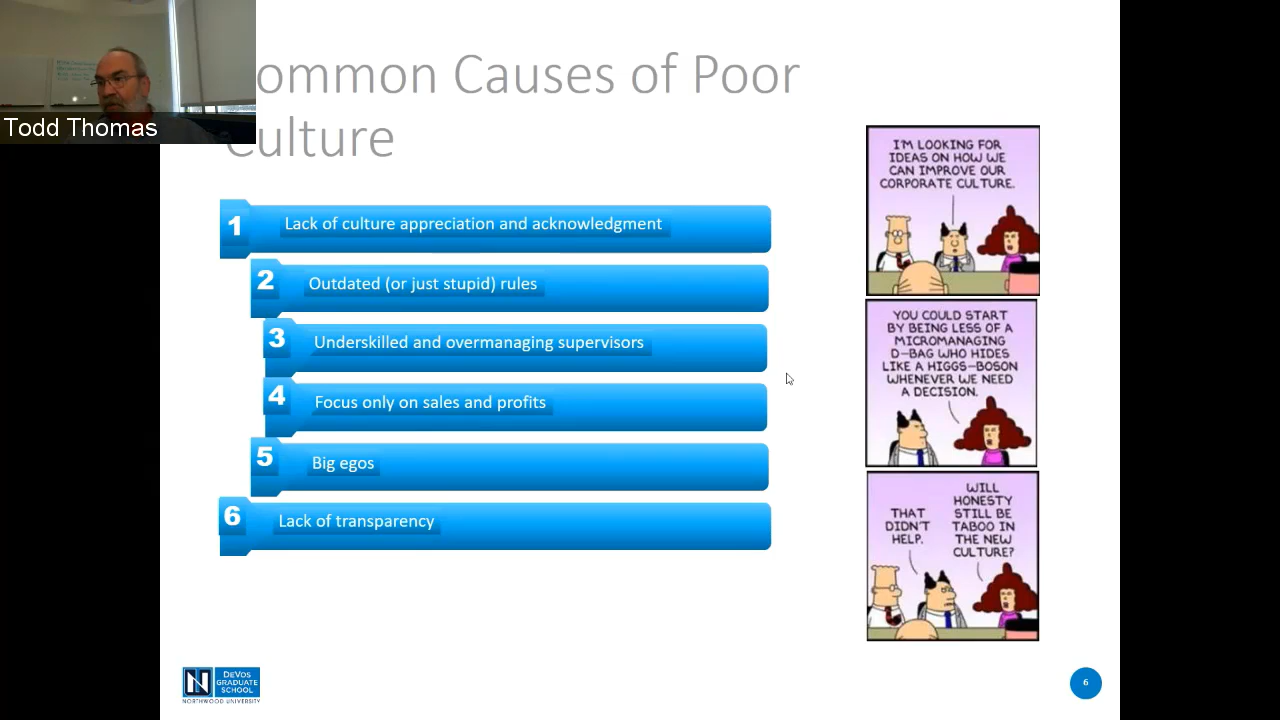 Todd Thomas
ommon Causes of Poor
Culture
1 Lack of culture appreciation and acknowledgment
2 Outdated (or just stupid) rules
3 Underskilled and overmanaging supervisors
4 Focus only on sales and profits
5 Big egos
6 Lack of transparency
I'M LOOKING FOR
IDEAS ON HOW WE
CAN IMPROVE OUR
CORPORATE CULTURE.
YOU COULD START
BY BEING LESS OF A
MICROMANAGING
D-BAG WHO HIDES
LIKE A HIGGS-BOSON
WHENEVER WE NEED
A DECISION.
THAT
DIDN'T
HELP.
WILL
HONESTY
STILL BE
TABOO IN
THE NEW
CULTURE?
N
DEVOS
GRADUATE
SCHOOL
NORTHWOOD UNIVERSITY
6